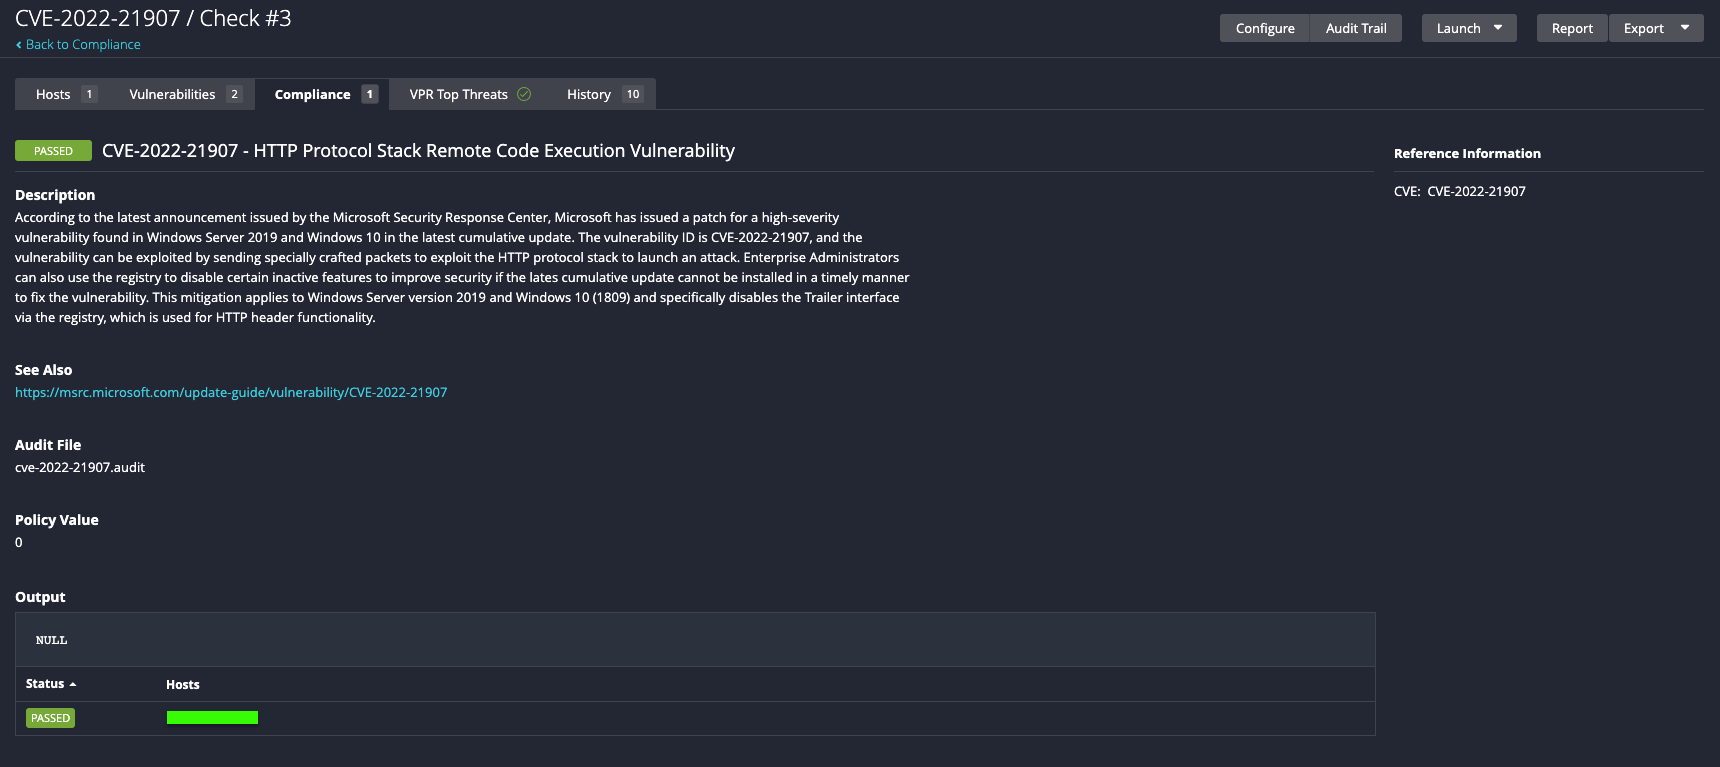 CVE-2022-21907 / Check #3
Back to Compliance
Configure Audit Trail Launch Report Export
Hosts 1 Vulnerabilities 2 Compliance 1 VPR Top Threats History 10
PASSED CVE-2022-21907 - HTTP Protocol Stack Remote Code Execution Vulnerability
Description
According to the latest announcement issued by the Microsoft Security Response Center, Microsoft has issued a patch for a high-severity
vulnerability found in Windows Server 2019 and Windows 10 in the latest cumulative update. The vulnerability ID is CVE-2022-21907, and the
vulnerability can be exploited by sending specially crafted packets to exploit the HTTP protocol stack to launch an attack. Enterprise Administrators
can also use the registry to disable certain inactive features to improve security if the lates cumulative update cannot be installed in a timely manner
to fix the vulnerability. This mitigation applies to Windows Server version 2019 and Windows 10 (1809) and specifically disables the Trailer interface
via the registry, which is used for HTTP header functionality.
See Also
https://msrc.microsoft.com/update-guide/vulnerability/CVE-2022-21907
Audit File
cve-2022-21907.audit
Policy Value
0
Output
NULL
Status Hosts
PASSED
Reference Information
CVE: CVE-2022-21907